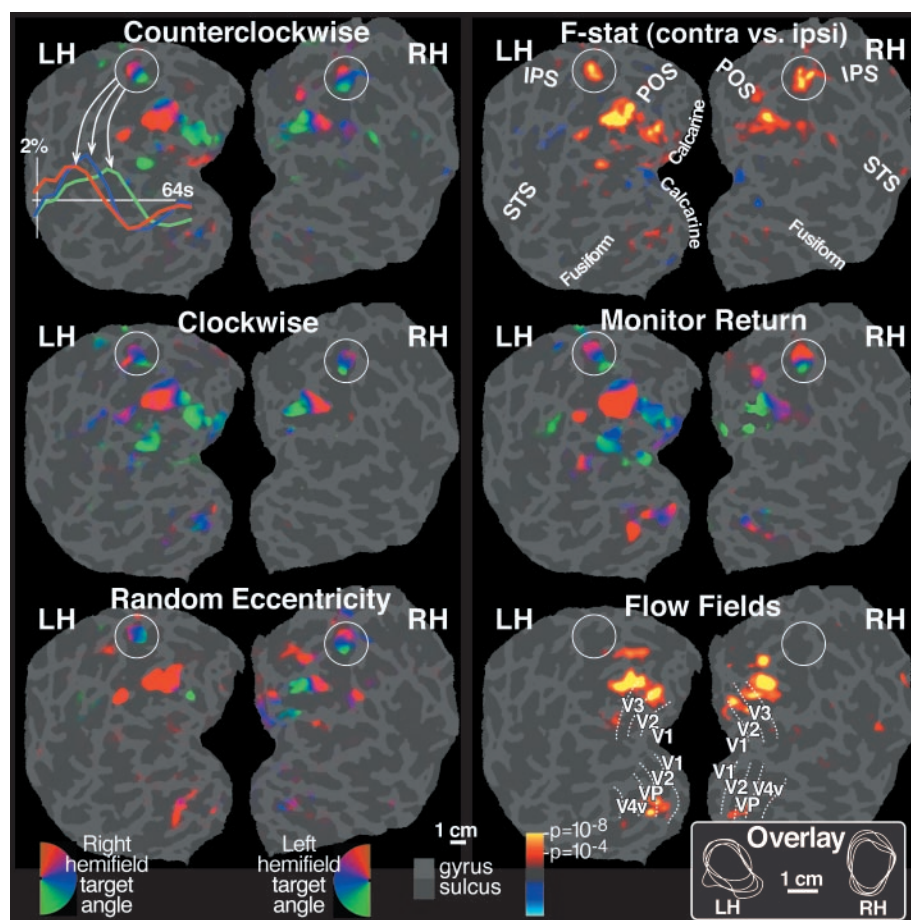 Counterclockwise
LH
RH
2%
64s
F-stat (contra vs. ipsi)
LH
RH
IPS
POS
POS
IPS
Calcarine
Calcarine
STS
STS
Fusiform
Fusiform
Clockwise
LH
RH
Monitor Return
LH
RH
Random Eccentricity
LH
RH
Flow Fields
LH
RH
V3
V2
V1
V3
V2
V1
V1
V2
VP
V4v
V1
V2
VP
V4v
Right
hemifield
target
angle
Left
hemifield
target
angle
1 cm
gyrus
sulcus
p=10-8
p=10-4
Overlay
1 cm
LH
RH